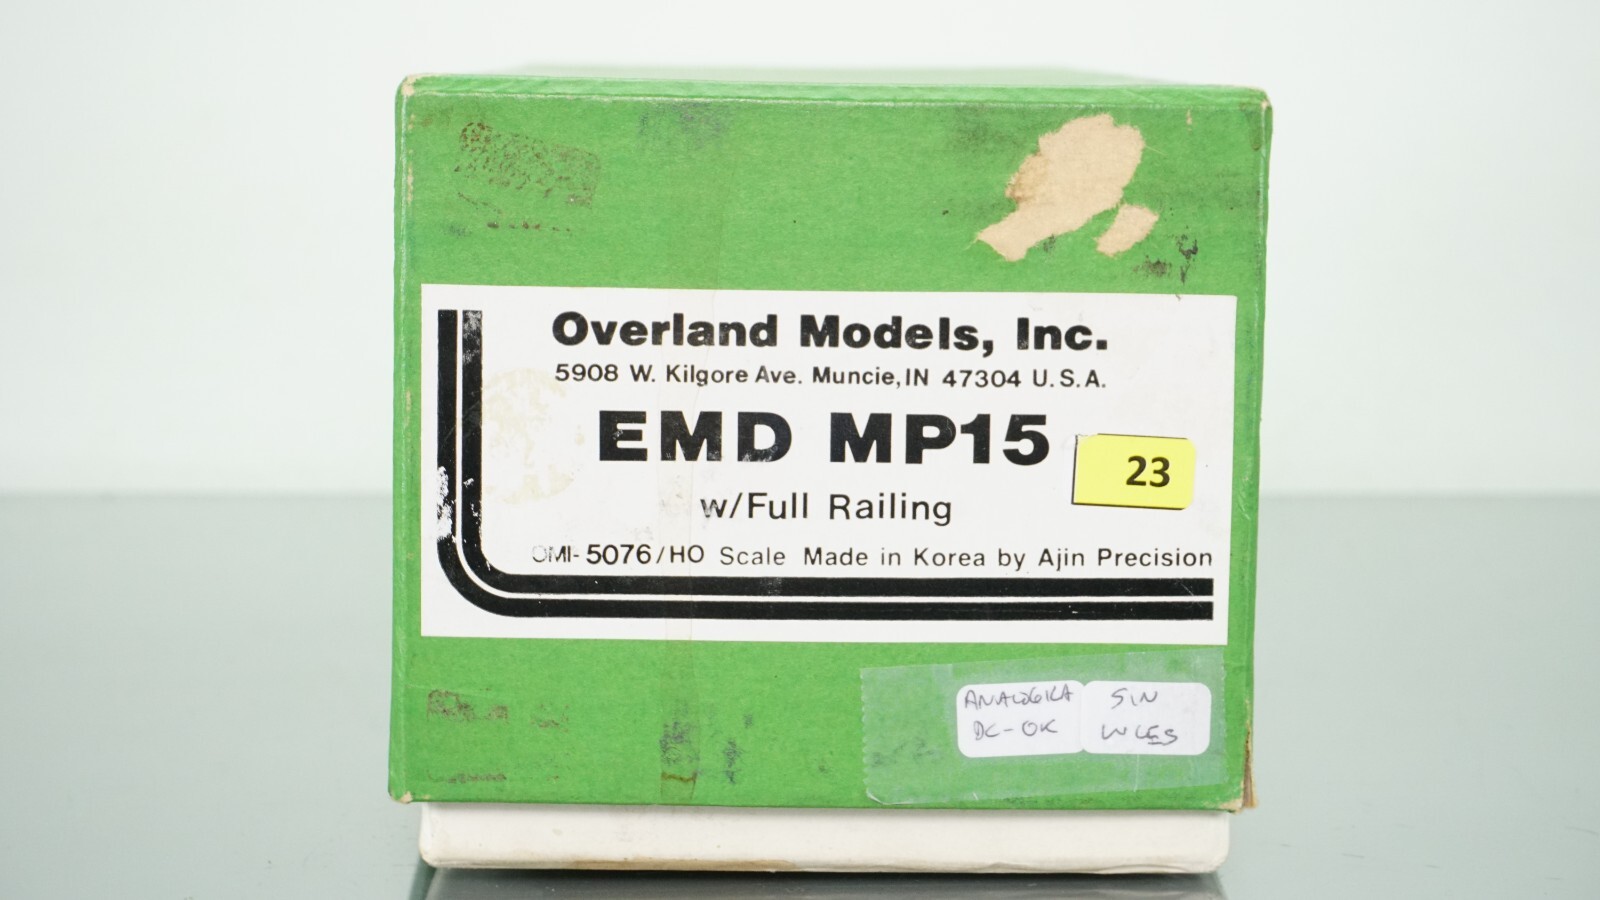 Overland Models, Inc.
5908 W. Kilgore Ave. Muncie, IN 47304 U.S.A.
EMD MP15
23
w/Full Railing
OMI-5076/HO Scale Made in Korea by Ajin Precision
ANALOGICA
DC-OK
SIN